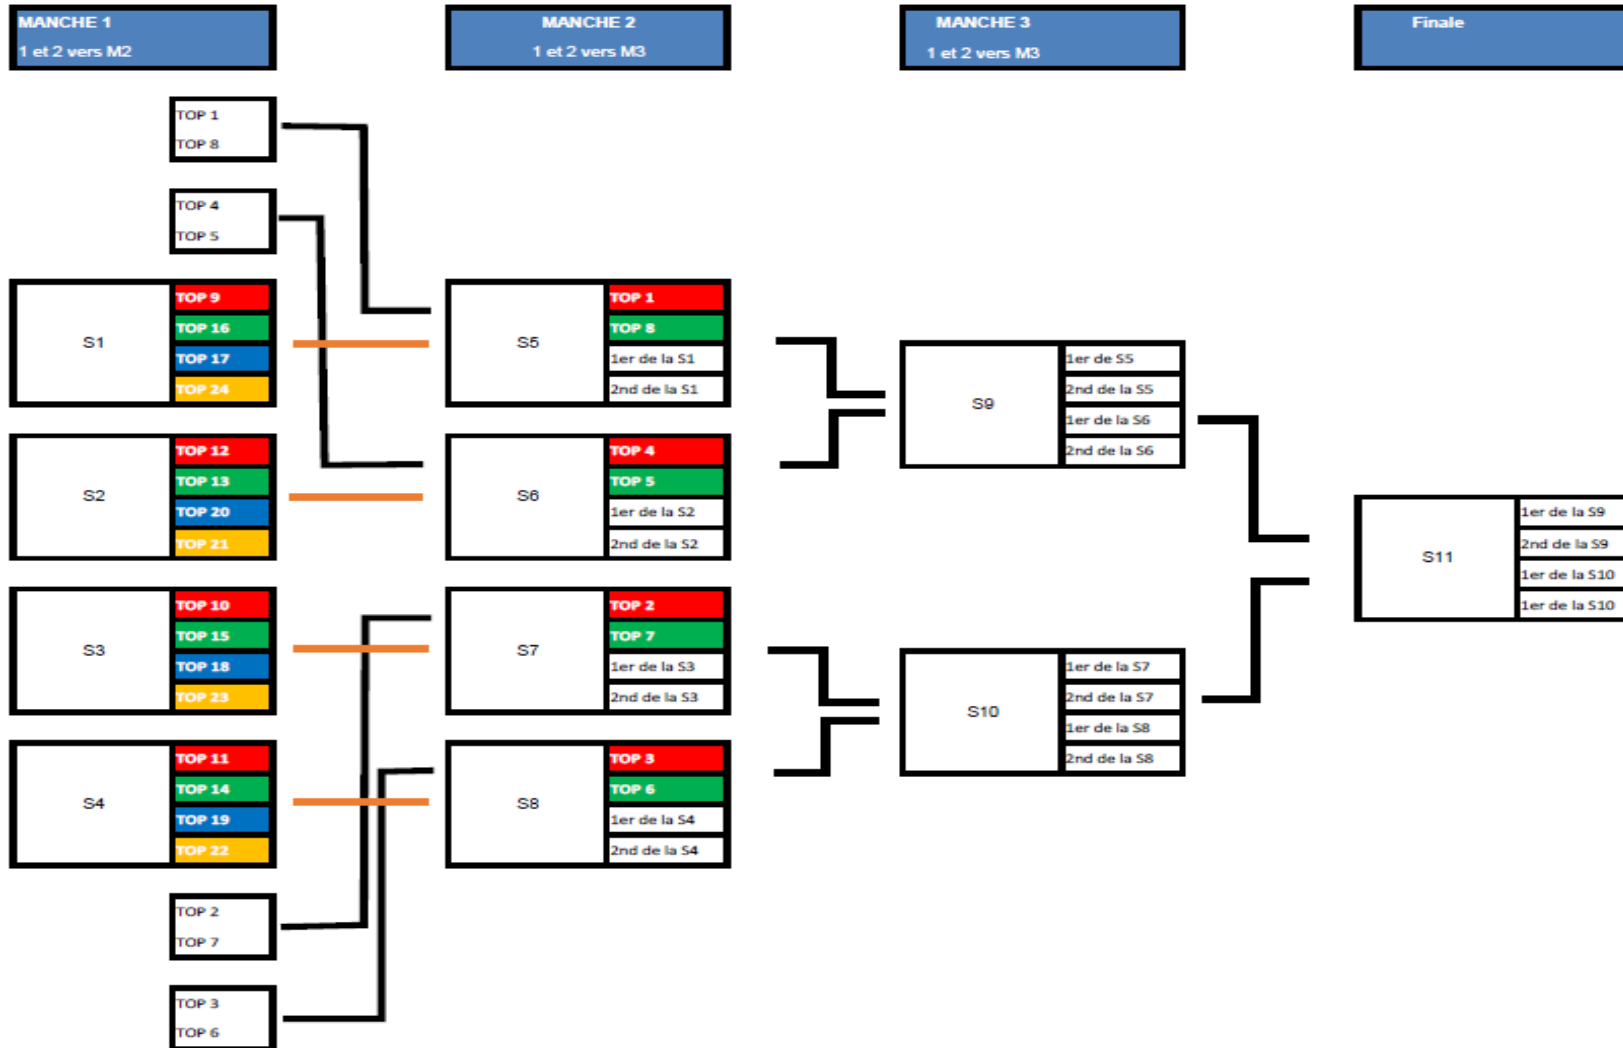 MANCHE 1
1 et 2 vers M2
TOP 1
TOP 8
TOP 4
TOP 5
S1
TOP 9
TOP 16
TOP 17
TOP 24
S2
TOP 12
TOP 13
TOP 20
TOP 21
S3
TOP 10
TOP 15
TOP 18
TOP 23
S4
TOP 11
TOP 14
TOP 19
TOP 22
TOP 2
TOP 7
TOP 3
TOP 6
MANCHE 2
1 et 2 vers M3
S5
TOP 1
TOP 8
1er de la S1
2nd de la S1
S6
TOP 4
TOP 5
1er de la S2
2nd de la S2
S7
TOP 2
TOP 7
1er de la S3
2nd de la S3
S8
TOP 3
TOP 6
1er de la S4
2nd de la S4
MANCHE 3
1 et 2 vers M3
S9
1er de S5
2nd de la S5
1er de la S6
2nd de la S6
S10
1er de la S7
2nd de la S7
1er de la S8
2nd de la S8
Finale
S11
1er de la S9
2nd de la S9
1er de la S10
1er de la S10